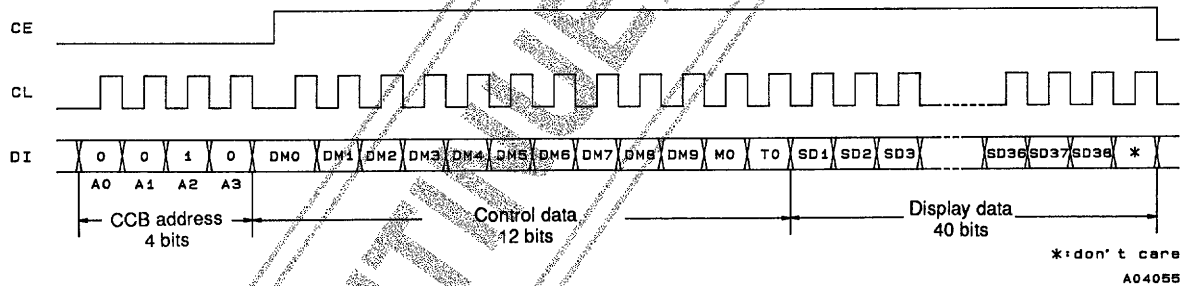 CE
CL
DI 0 0 1 0 DM0 DM1 DM2 DM3 DM4 DM5 DM6 DM7 DM8 DM9 M0 T0 SD1 SD2 SD3 SD36 SD37 SD38 *
A0 A1 A2 A3
CCB address
4 bits
Control data
12 bits
Display data
40 bits
*:don't care
A04055